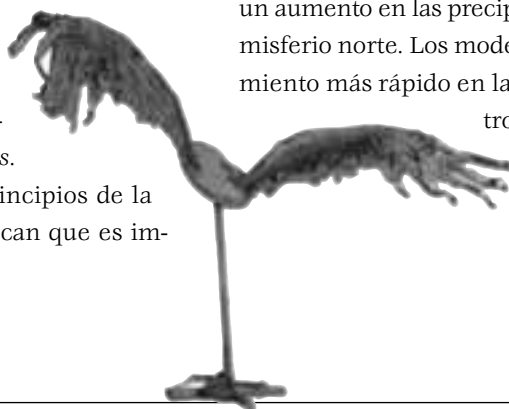 s.
incipios de la
can que es im-
un aumento en las precip
misferio norte. Los mode
miento más rápido en la
tro